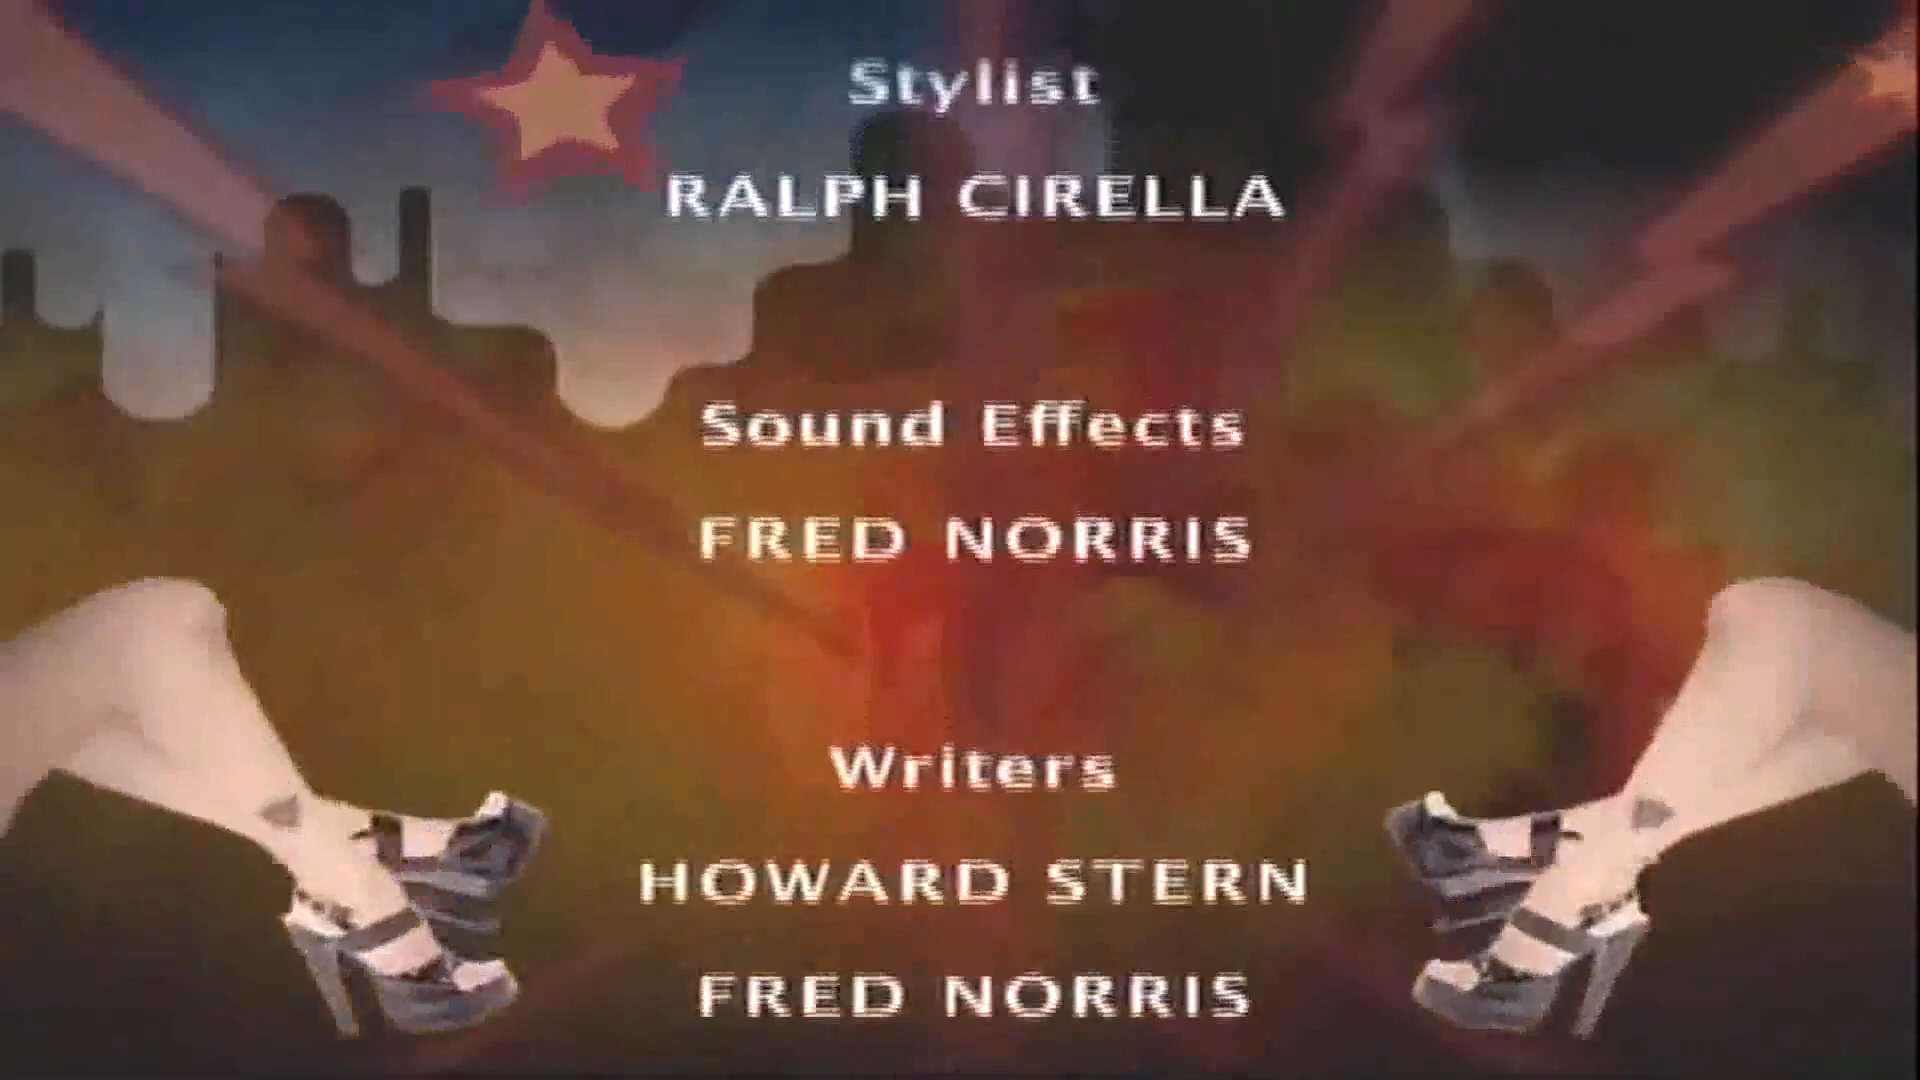 Stylist
RALPH CIRELLA
Sound Effects
FRED NORRIS
Writers
HOWARD STERN
FRED NORRIS